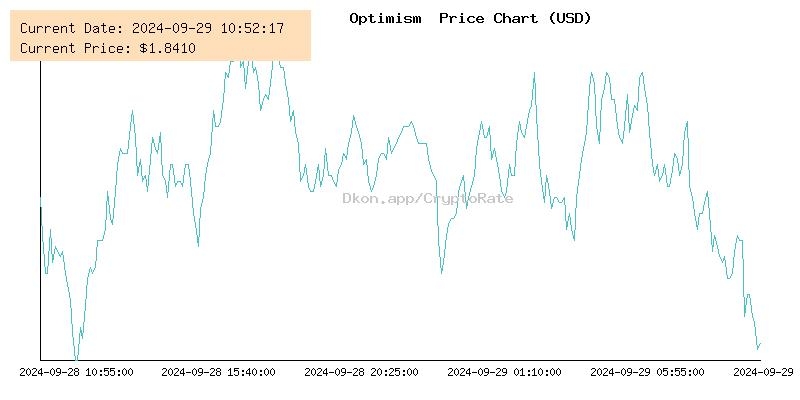 Optimism  Price Chart (USD)
Current Date: 2024-09-29 10:52:17
Current Price: $1.8410
Dkon.app/CryptoRate
2024-09-28 10:55:00 2024-09-28 15:40:00 2024-09-28 20:25:00 2024-09-29 01:10:00 2024-09-29 05:55:00 2024-09-29